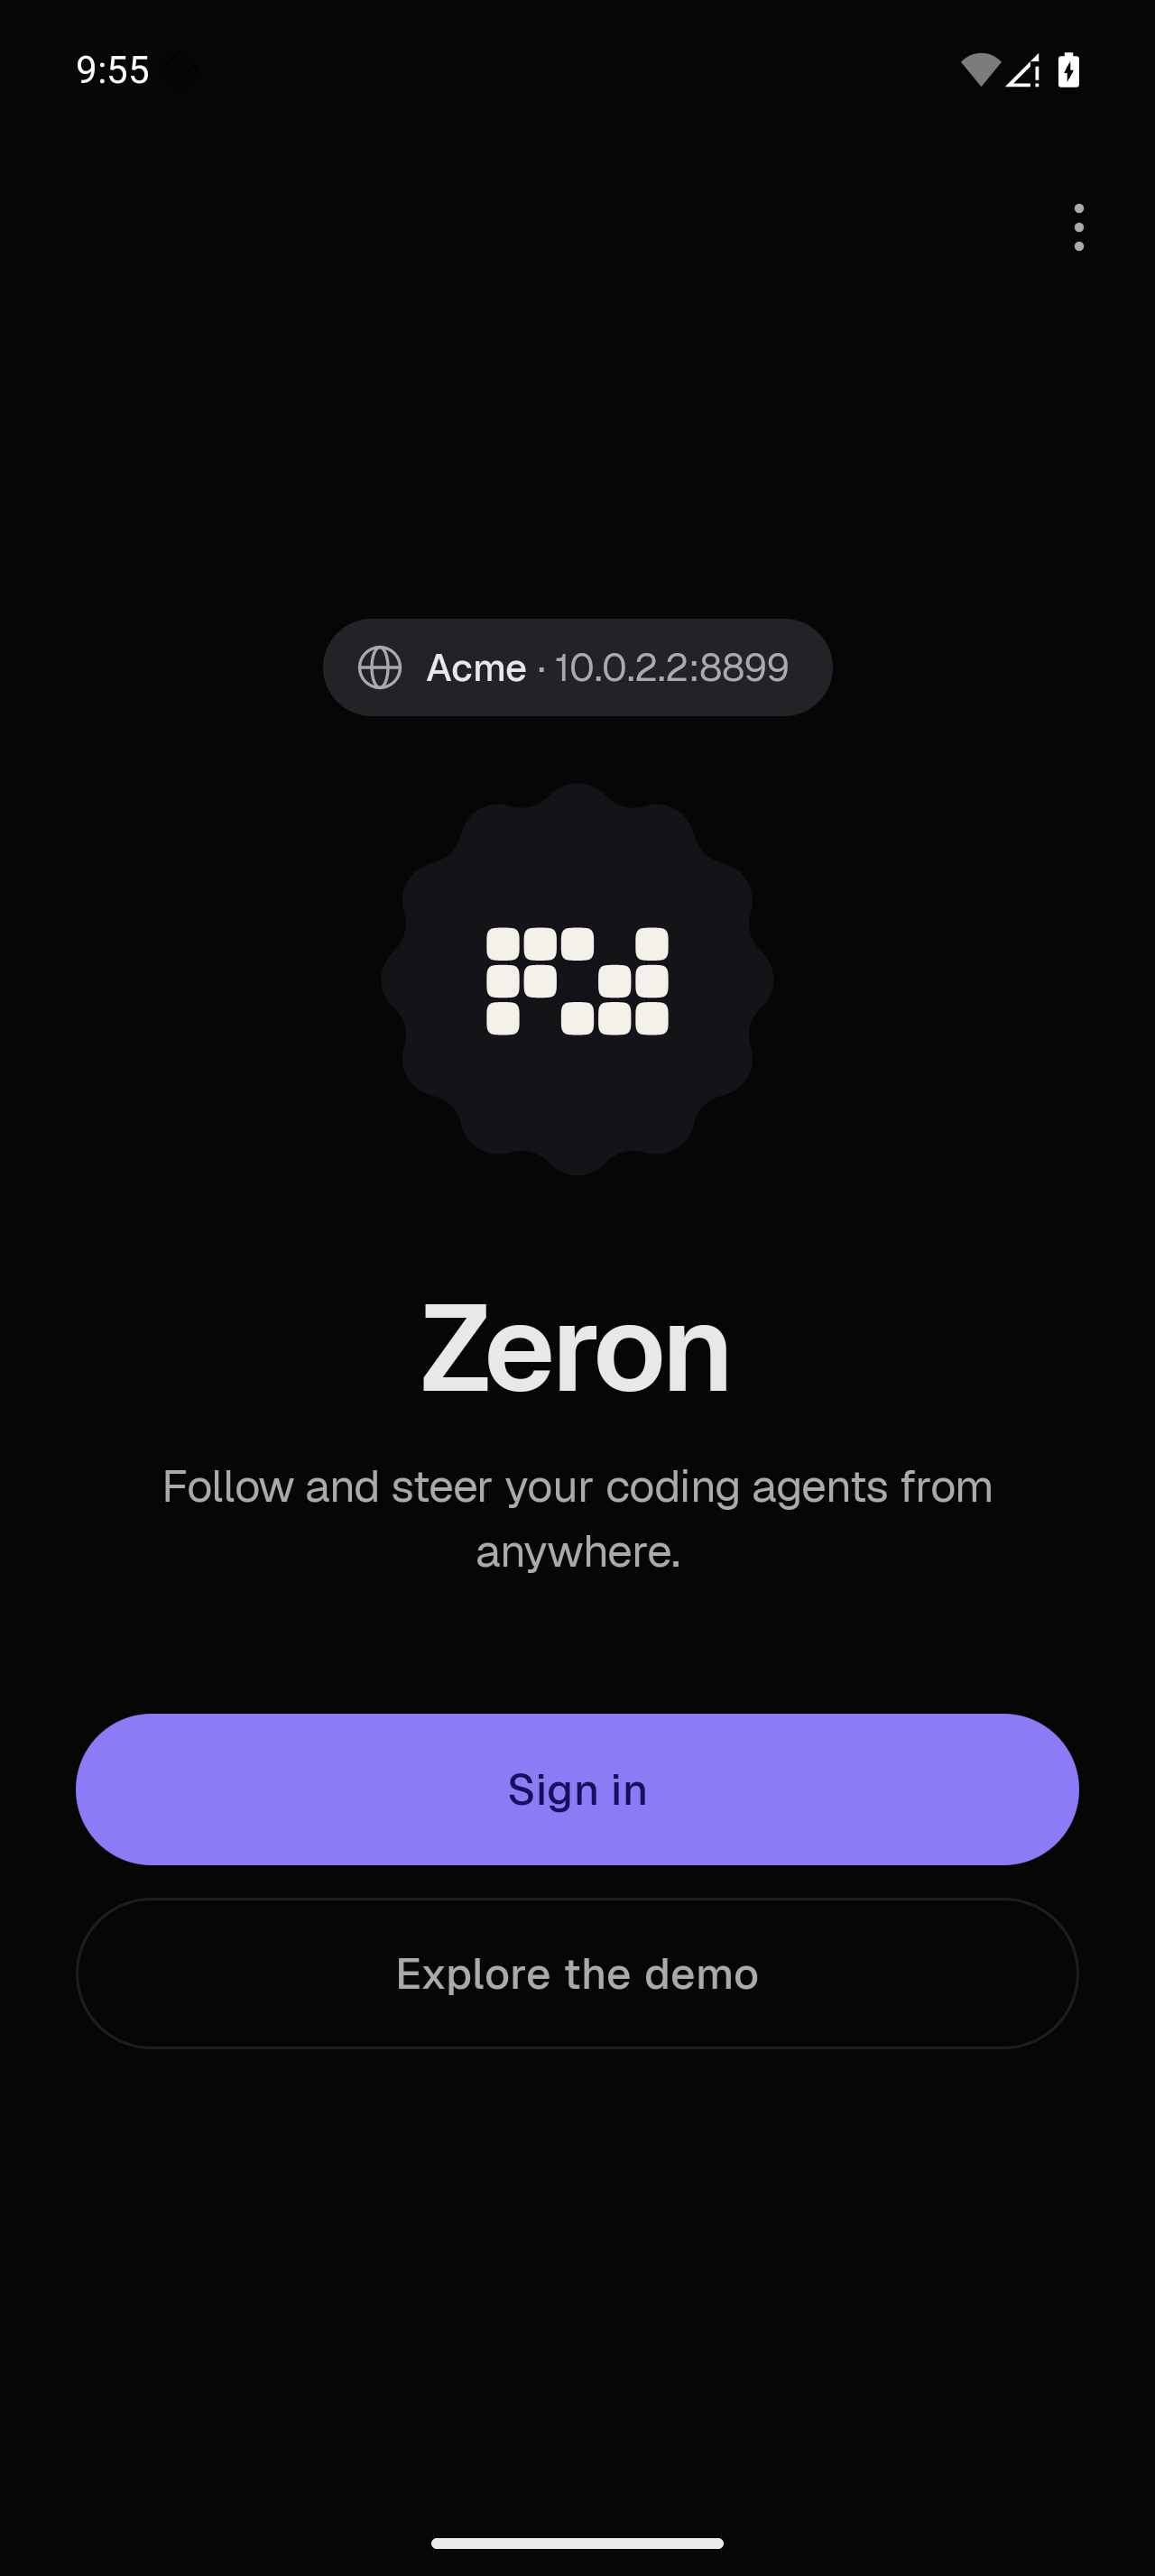 9:55
Acme · 10.0.2.2:8899
Zeron
Follow and steer your coding agents from
anywhere.
Sign in
Explore the demo